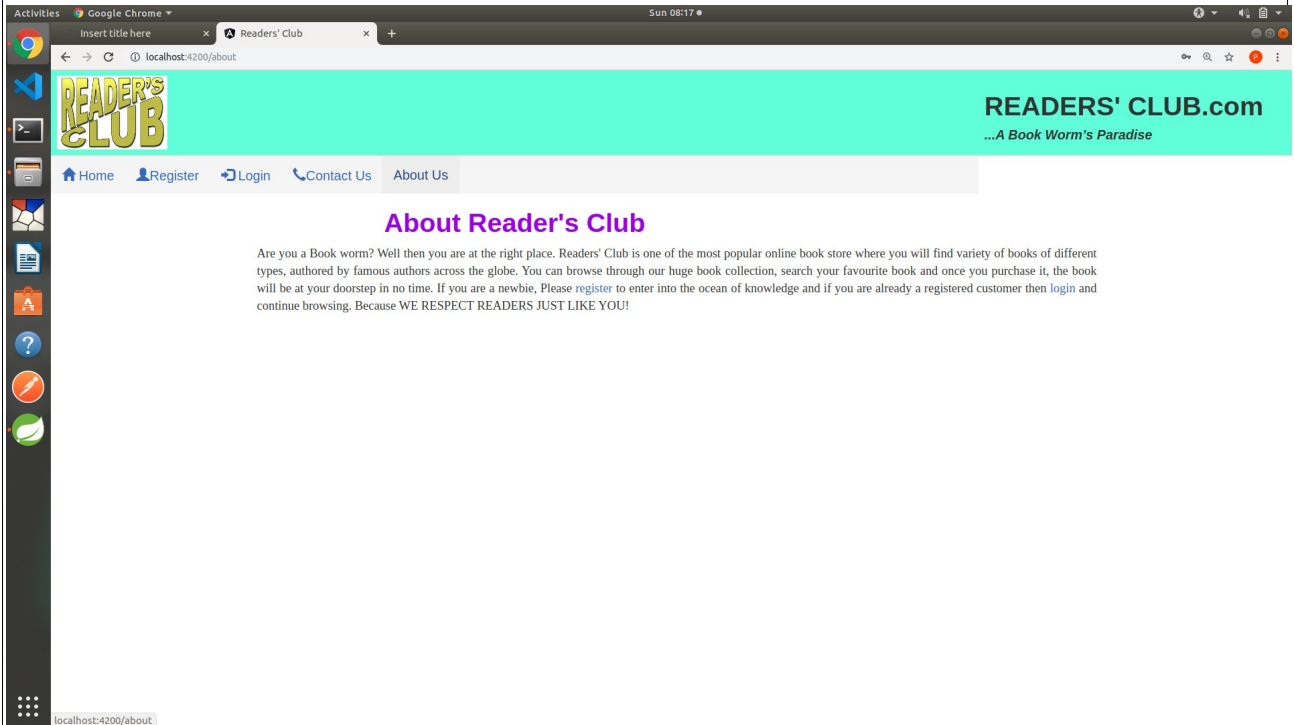 Activities Google Chrome Sun 08:17
Insert title here Readers' Club
localhost:4200/about
READER'S
CLUB
READERS' CLUB.com
...A Book Worm's Paradise
Home Register Login Contact Us About Us
About Reader's Club
Are you a Book worm? Well then you are at the right place. Readers' Club is one of the most popular online book store where you will find variety of books of different
types, authored by famous authors across the globe. You can browse through our huge book collection, search your favourite book and once you purchase it, the book
will be at your doorstep in no time. If you are a newbie, Please register to enter into the ocean of knowledge and if you are already a registered customer then login and
continue browsing. Because WE RESPECT READERS JUST LIKE YOU!
localhost:4200/about